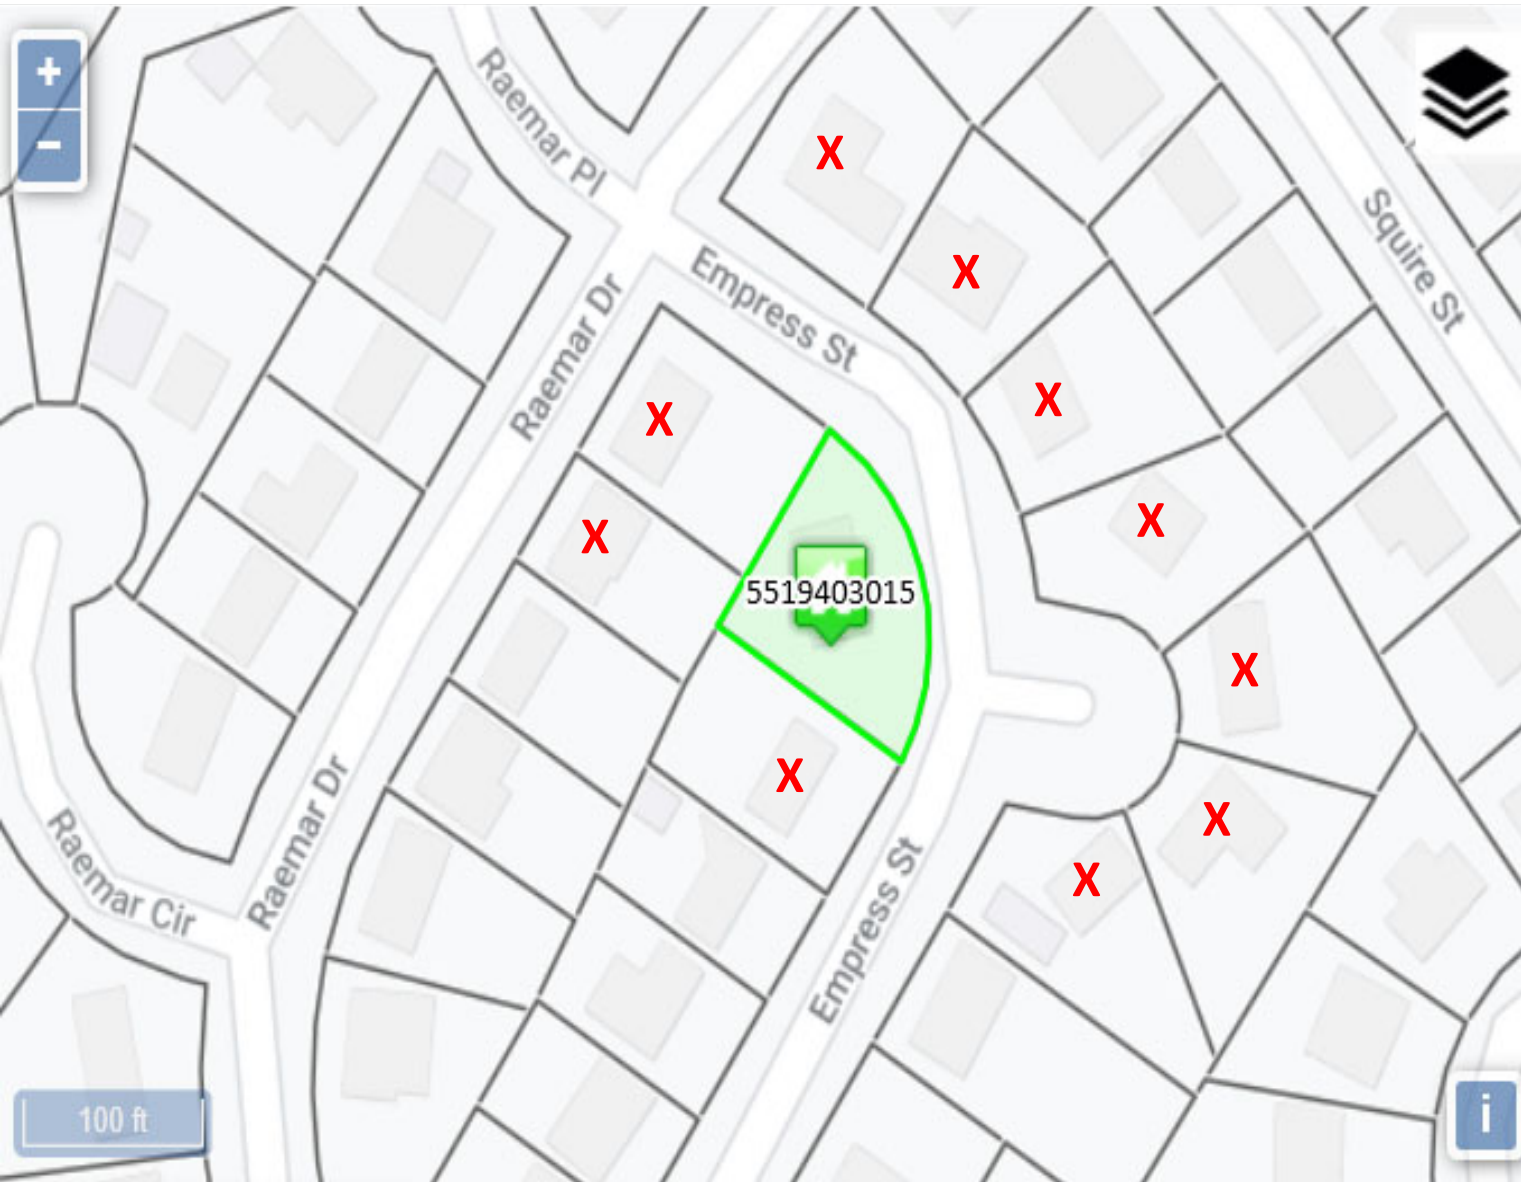 +
-
Raemar Pl
X
Squire St
X
Empress St
Raemar Dr
X
X
X
X
5519403015
X
X
X
X
Raemar Cir
Raemar Dr
Empress St
100 ft
i